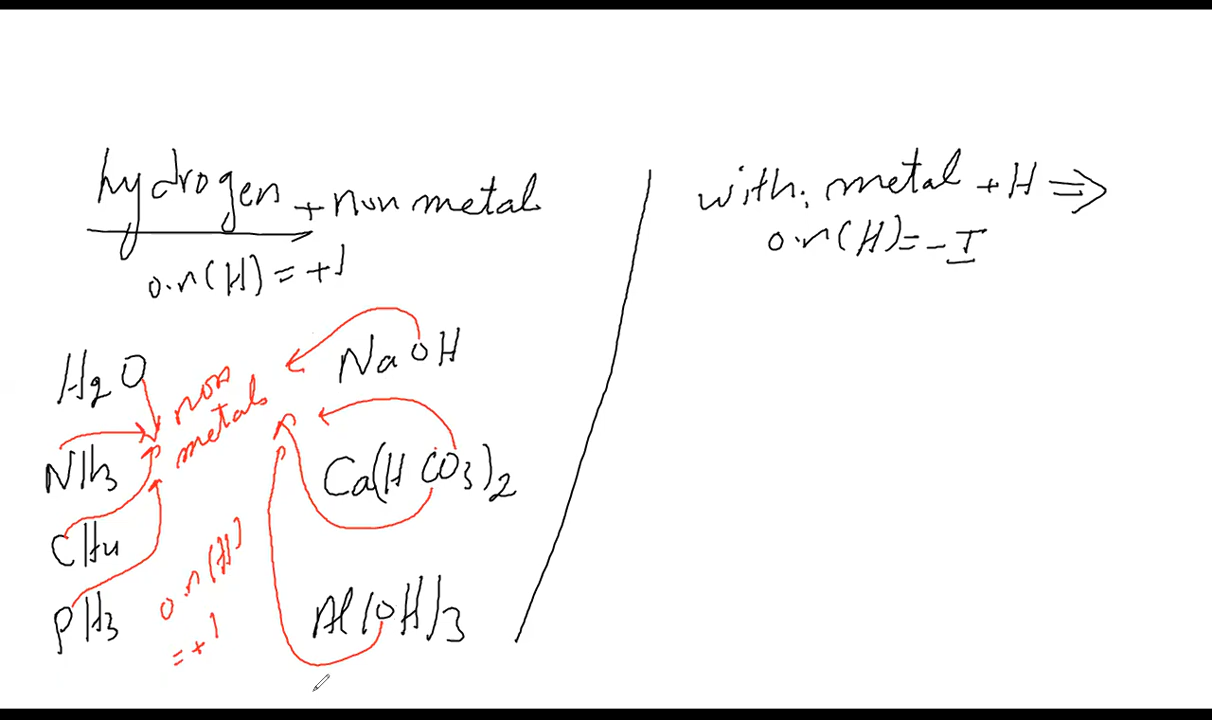 hydrogen + non metal
o.n(H) = +1
H2O
NH3
CH4
PH3
non
metals
o.n(H)
= +1
NaOH
Ca(HCO3)2
Al(OH)3
with: metal + H ⇒
o.n(H) = -I